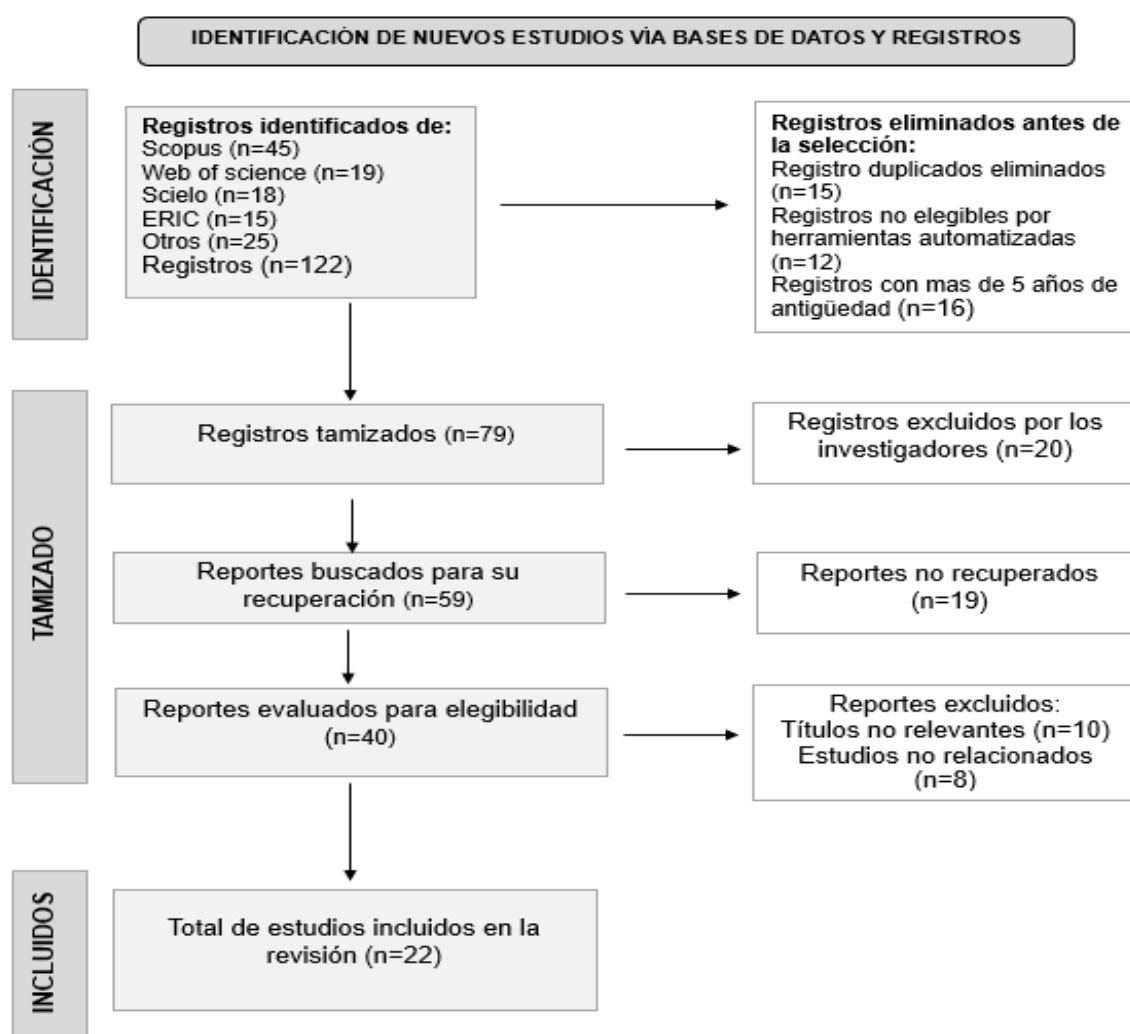 IDENTIFICACIÓN DE NUEVOS ESTUDIOS VÌA BASES DE DATOS Y REGISTROS
IDENTIFICACIÓN
Registros identificados de:
Scopus (n=45)
Web of science (n=19)
Scielo (n=18)
ERIC (n=15)
Otros (n=25)
Registros (n=122)
Registros eliminados antes de
la selección:
Registro duplicados eliminados
(n=15)
Registros no elegibles por
herramientas automatizadas
(n=12)
Registros con mas de 5 años de
antigüedad (n=16)
TAMIZADO
Registros tamizados (n=79)
Registros excluidos por los
investigadores (n=20)
Reportes buscados para su
recuperación (n=59)
Reportes no recuperados
(n=19)
Reportes evaluados para elegibilidad
(n=40)
Reportes excluidos:
Títulos no relevantes (n=10)
Estudios no relacionados
(n=8)
INCLUIDOS
Total de estudios incluidos en la
revisión (n=22)